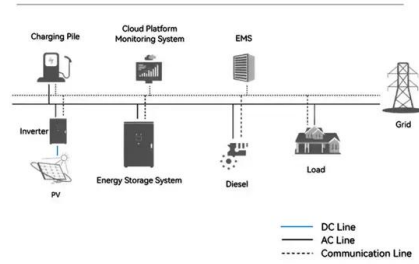 Charging Pile
Cloud Platform
Monitoring System
EMS
Grid
Inverter
PV
Energy Storage System
Diesel
Load
DC Line
AC Line
Communication Line